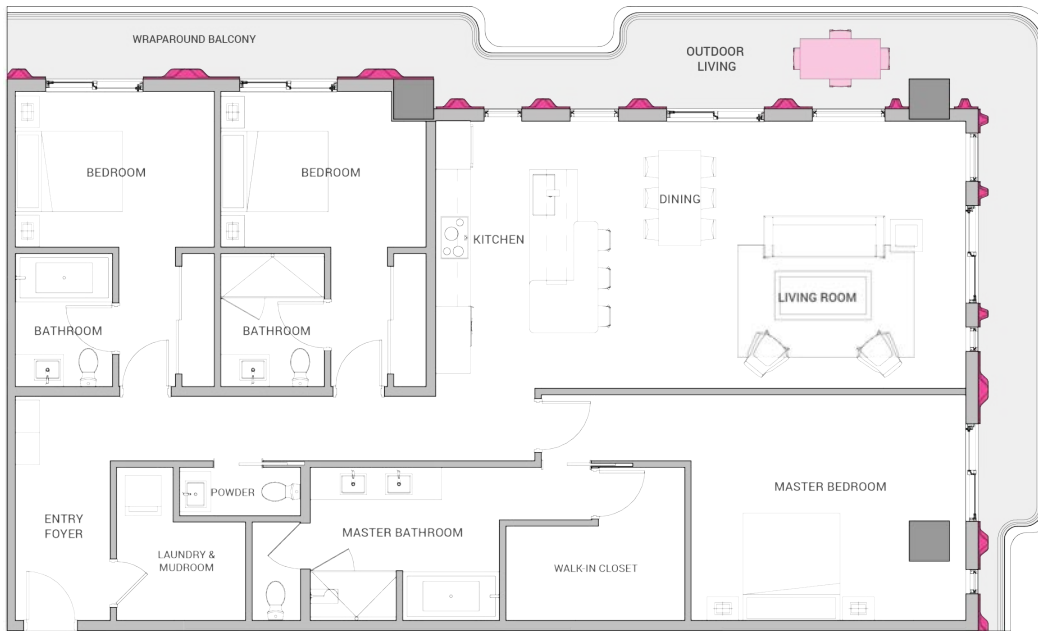 WRAPAROUND BALCONY
OUTDOOR
LIVING
BEDROOM
BEDROOM
DINING
KITCHEN
LIVING ROOM
BATHROOM
BATHROOM
MASTER BEDROOM
POWDER
ENTRY
FOYER
MASTER BATHROOM
LAUNDRY &
MUDROOM
WALK-IN CLOSET